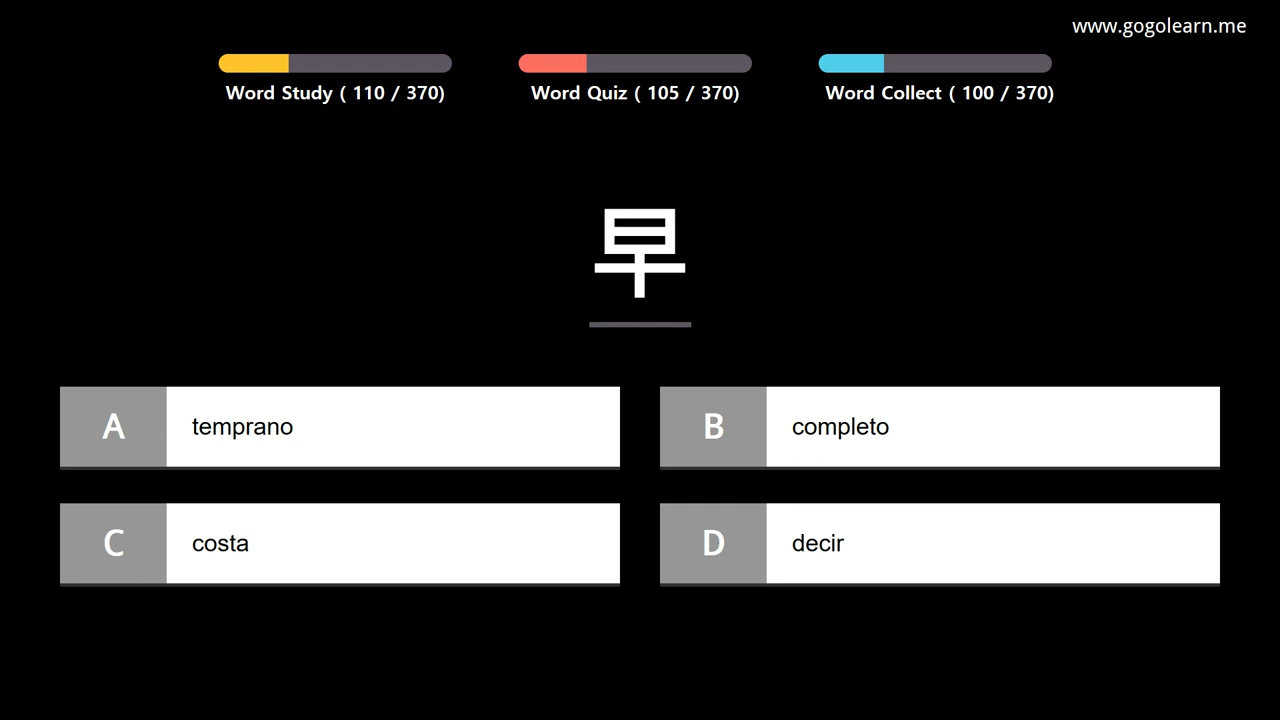 www.gogolearn.me
Word Study ( 110 / 370)
Word Quiz ( 105 / 370)
Word Collect ( 100 / 370)
早
A temprano
B completo
C costa
D decir